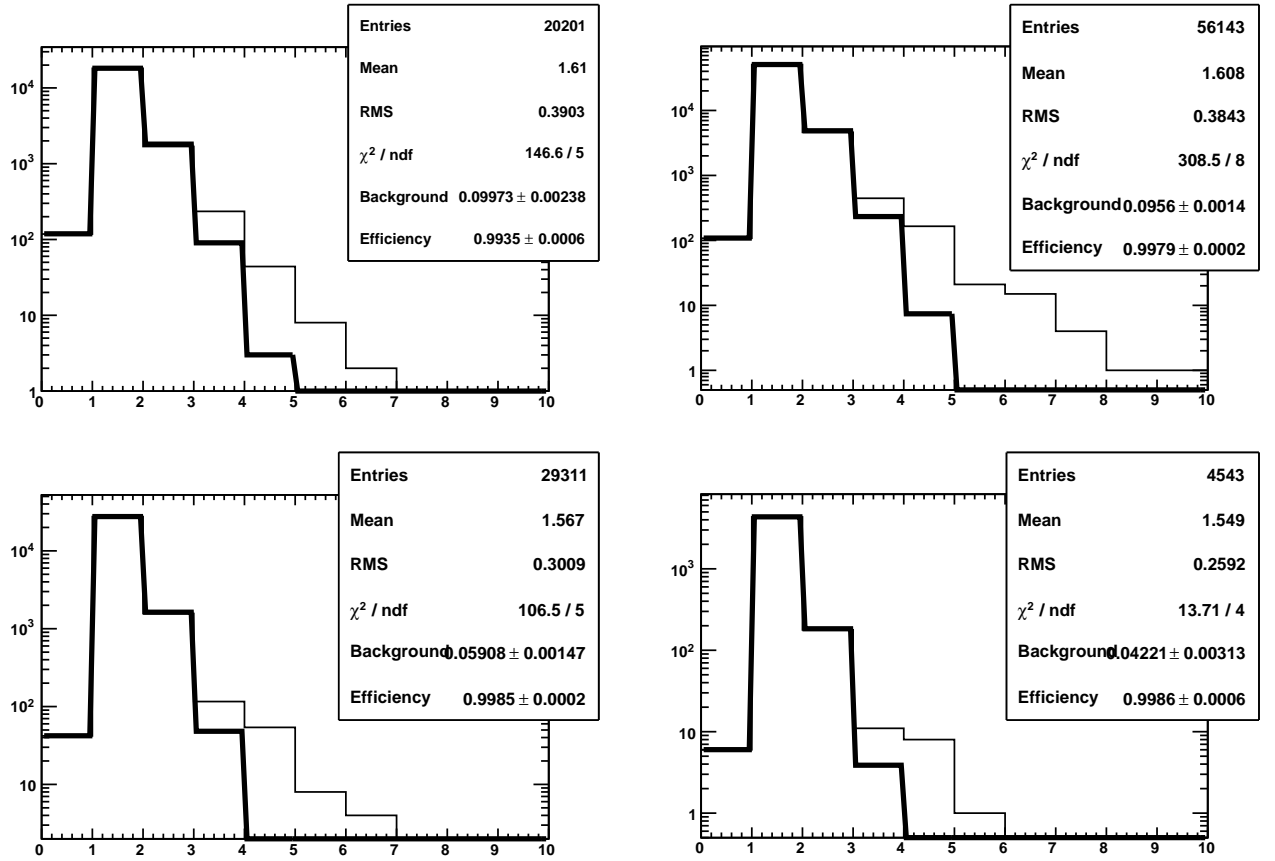 Entries 20201
Mean 1.61
RMS 0.3903
χ² / ndf 146.6 / 5
Background 0.09973 ± 0.00238
Efficiency 0.9935 ± 0.0006
10⁴
10³
10²
10
1
0 1 2 3 4 5 6 7 8 9 10
Entries 56143
Mean 1.608
RMS 0.3843
χ² / ndf 308.5 / 8
Background 0.0956 ± 0.0014
Efficiency 0.9979 ± 0.0002
10⁴
10³
10²
10
1
0 1 2 3 4 5 6 7 8 9 10
Entries 29311
Mean 1.567
RMS 0.3009
χ² / ndf 106.5 / 5
Background 0.05908 ± 0.00147
Efficiency 0.9985 ± 0.0002
10⁴
10³
10²
10
0 1 2 3 4 5 6 7 8 9 10
Entries 4543
Mean 1.549
RMS 0.2592
χ² / ndf 13.71 / 4
Background 0.04221 ± 0.00313
Efficiency 0.9986 ± 0.0006
10³
10²
10
1
0 1 2 3 4 5 6 7 8 9 10